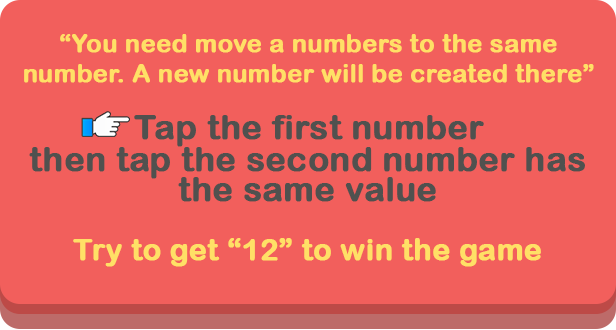 “You need move a numbers to the same
number. A new number will be created there”
Tap the first number
then tap the second number has
the same value
Try to get “12” to win the game